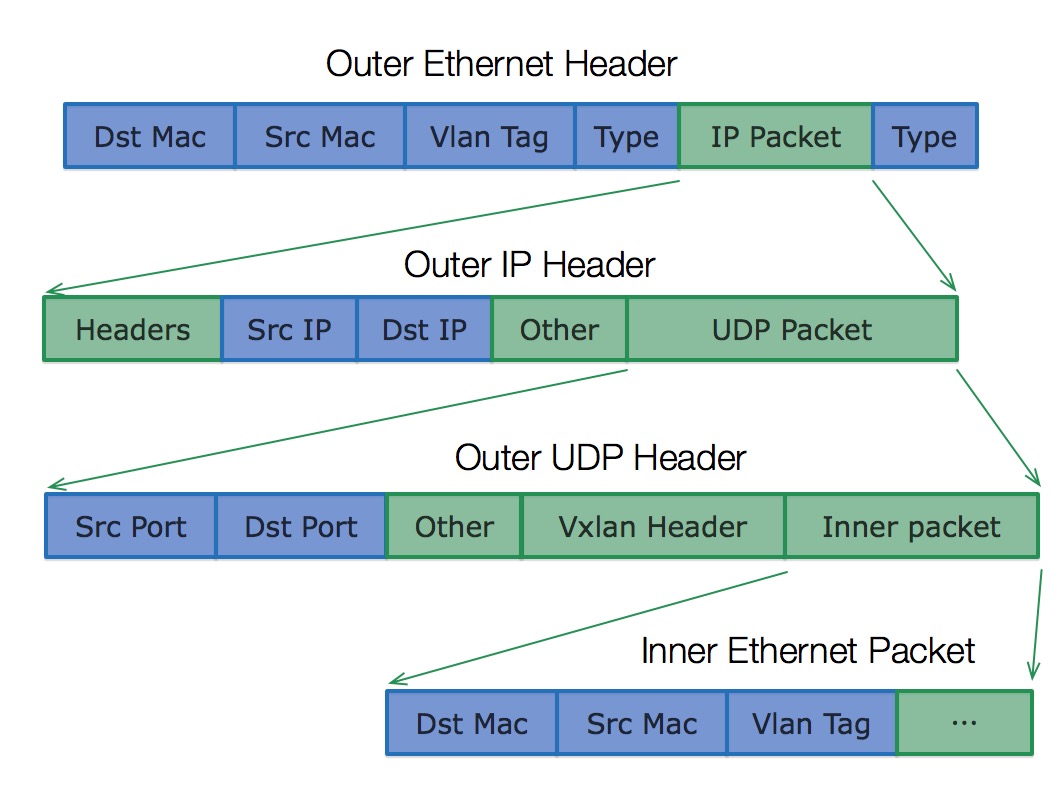 Outer Ethernet Header
Dst Mac Src Mac Vlan Tag Type IP Packet Type
Outer IP Header
Headers Src IP Dst IP Other UDP Packet
Outer UDP Header
Src Port Dst Port Other Vxlan Header Inner packet
Inner Ethernet Packet
Dst Mac Src Mac Vlan Tag ...